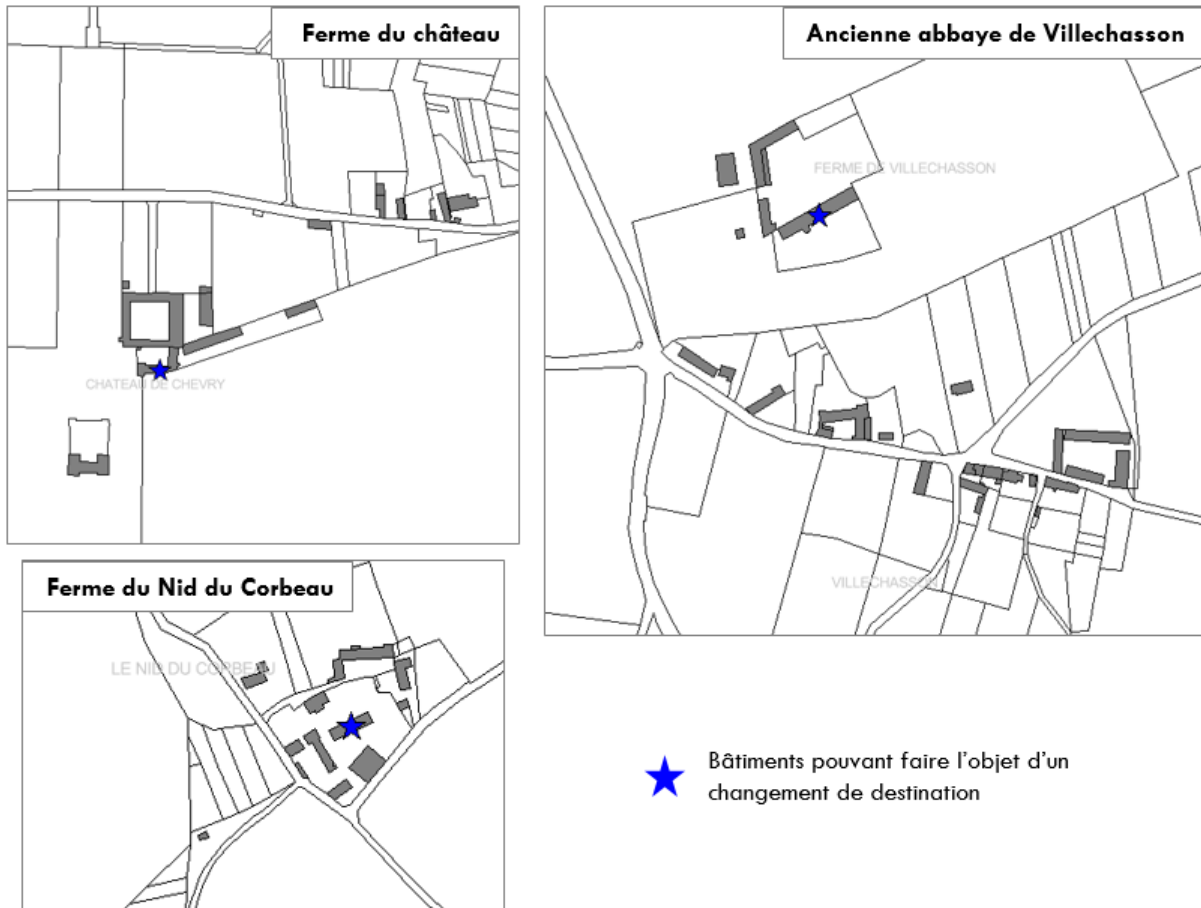 Ferme du château
CHATEAU DE CHEVRY
Ancienne abbaye de Villechasson
FERME DE VILLECHASSON
VILLECHASSON
Ferme du Nid du Corbeau
LE NID DU CORBEAU
Bâtiments pouvant faire l'objet d'un
changement de destination